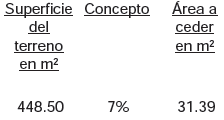 Superficie Concepto Área a
del ceder
terreno en m²
en m²
448.50 7% 31.39